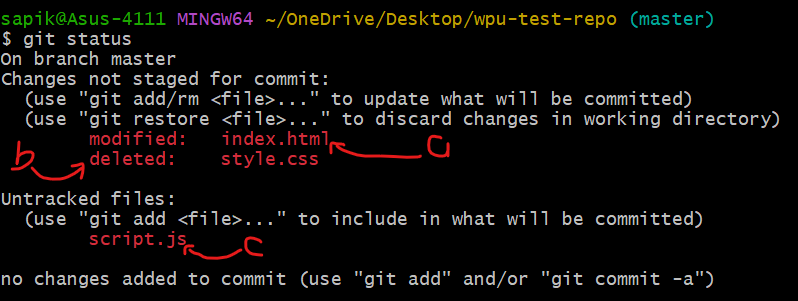 sapik@Asus-4111 MINGW64 ~/OneDrive/Desktop/wpu-test-repo (master)
$ git status
On branch master
Changes not staged for commit:
  (use "git add/rm <file>..." to update what will be committed)
  (use "git restore <file>..." to discard changes in working directory)
        modified:   index.html a
b       deleted:    style.css

Untracked files:
  (use "git add <file>..." to include in what will be committed)
        script.js c

no changes added to commit (use "git add" and/or "git commit -a")